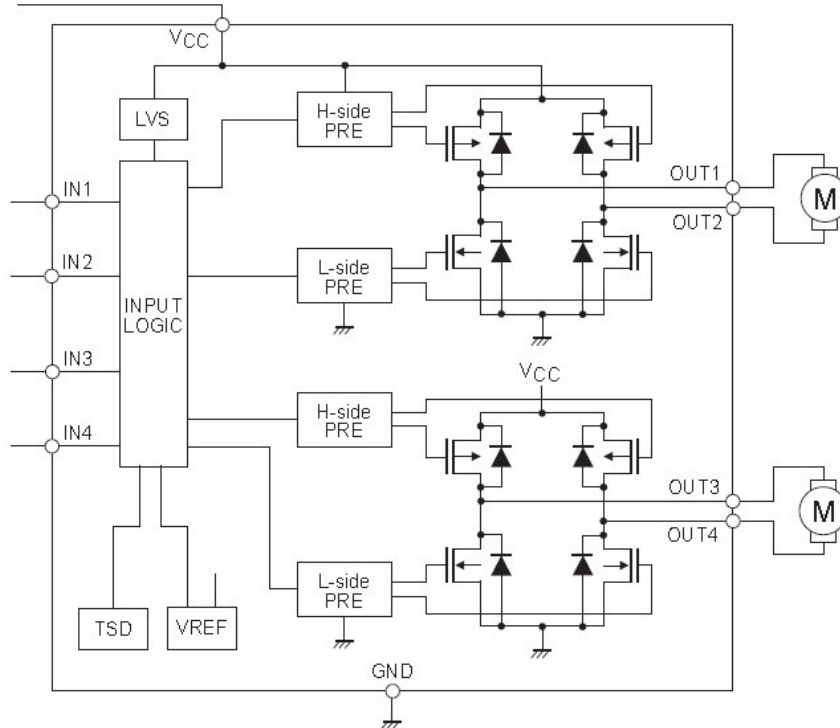 VCC
LVS
H-side
PRE
OUT1
M
IN1
OUT2
IN2
L-side
PRE
INPUT
LOGIC
IN3
VCC
H-side
PRE
IN4
OUT3
M
OUT4
L-side
PRE
TSD
VREF
GND